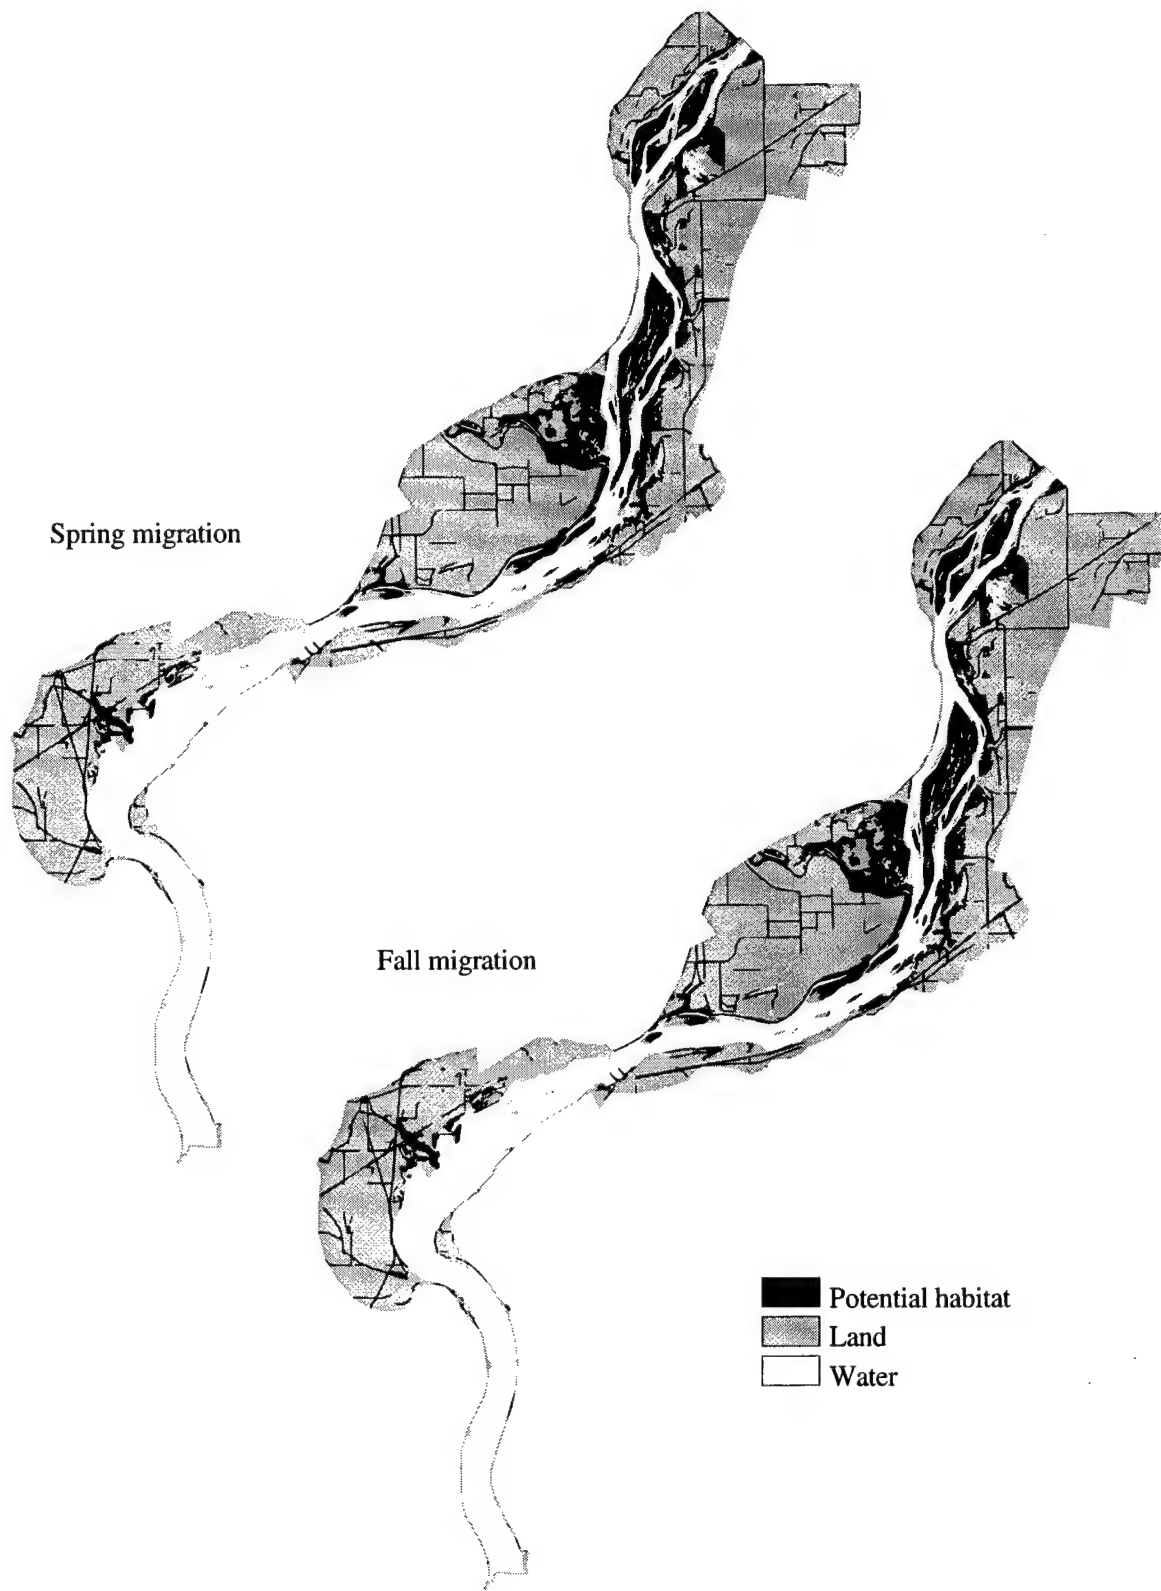 Spring migration
Fall migration
Potential habitat
Land
Water